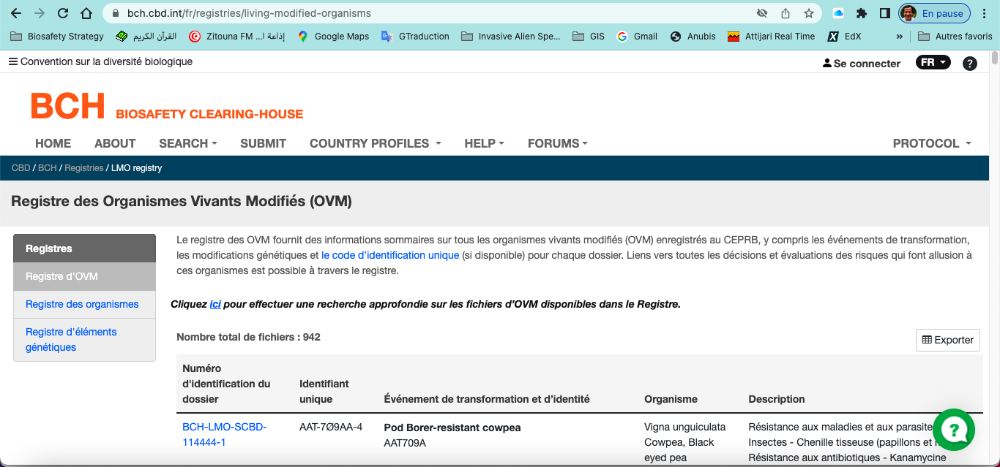 bch.cbd.int/fr/registries/living-modified-organisms
En pause
Biosafety Strategy
القرآن الكريم
Zitouna FM ... إذاعة ا
Google Maps
GTraduction
Invasive Alien Spe...
GIS
Gmail
Anubis
Attijari Real Time
EdX
»
Autres favoris
Convention sur la diversité biologique
Se connecter
FR
?
BCH BIOSAFETY CLEARING-HOUSE
HOME ABOUT SEARCH SUBMIT COUNTRY PROFILES HELP FORUMS PROTOCOL
CBD / BCH / Registries / LMO registry
Registre des Organismes Vivants Modifiés (OVM)
Registres
Registre d'OVM
Registre des organismes
Registre d'éléments
génétiques
Le registre des OVM fournit des informations sommaires sur tous les organismes vivants modifiés (OVM) enregistrés au CEPRB, y compris les événements de transformation,
les modifications génétiques et le code d'identification unique (si disponible) pour chaque dossier. Liens vers toutes les décisions et évaluations des risques qui font allusion à
ces organismes est possible à travers le registre.
Cliquez ici pour effectuer une recherche approfondie sur les fichiers d'OVM disponibles dans le Registre.
Nombre total de fichiers : 942
Exporter
Numéro
d'identification du
dossier
Identifiant
unique
Événement de transformation et d'identité
Organisme
Description
BCH-LMO-SCBD-
114444-1
AAT-7Ø9AA-4
Pod Borer-resistant cowpea
AAT709A
Vigna unguiculata
Cowpea, Black
eyed pea
Résistance aux maladies et aux parasite
Insectes - Chenille tisseuse (papillons et
Résistance aux antibiotiques - Kanamycine
?